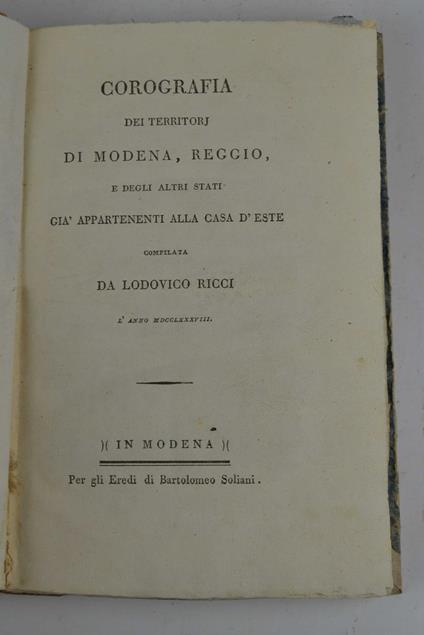 COROGRAFIA
DEI TERRITORJ
DI MODENA, REGGIO,
E DEGLI ALTRI STATI
GIA' APPARTENENTI ALLA CASA D'ESTE
COMPILATA
DA LODOVICO RICCI
L'ANNO MDCCLXXXVIII.
)( IN MODENA )(
Per gli Eredi di Bartolomeo Soliani.